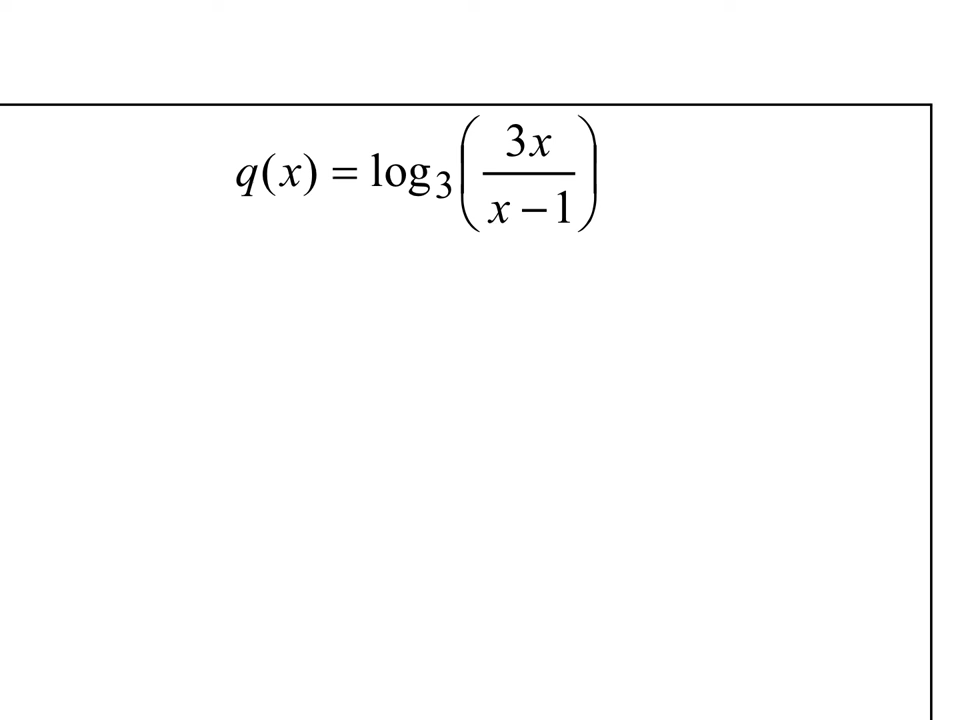 q(x) = log₃(3x / (x − 1))